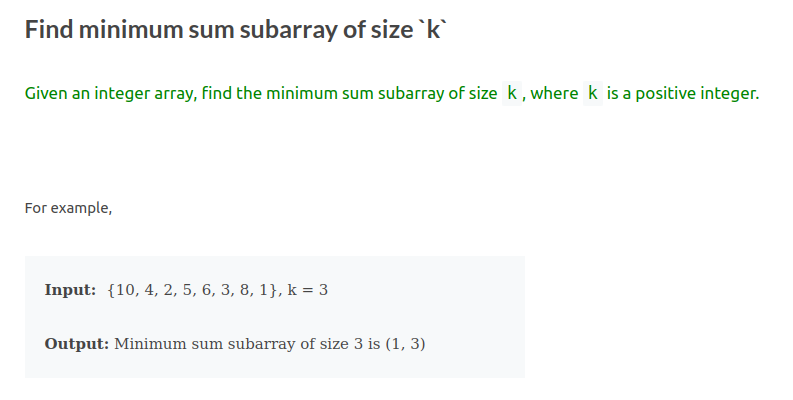 Find minimum sum subarray of size `k`
Given an integer array, find the minimum sum subarray of size k, where k is a positive integer.
For example,
Input: {10, 4, 2, 5, 6, 3, 8, 1}, k = 3
Output: Minimum sum subarray of size 3 is (1, 3)